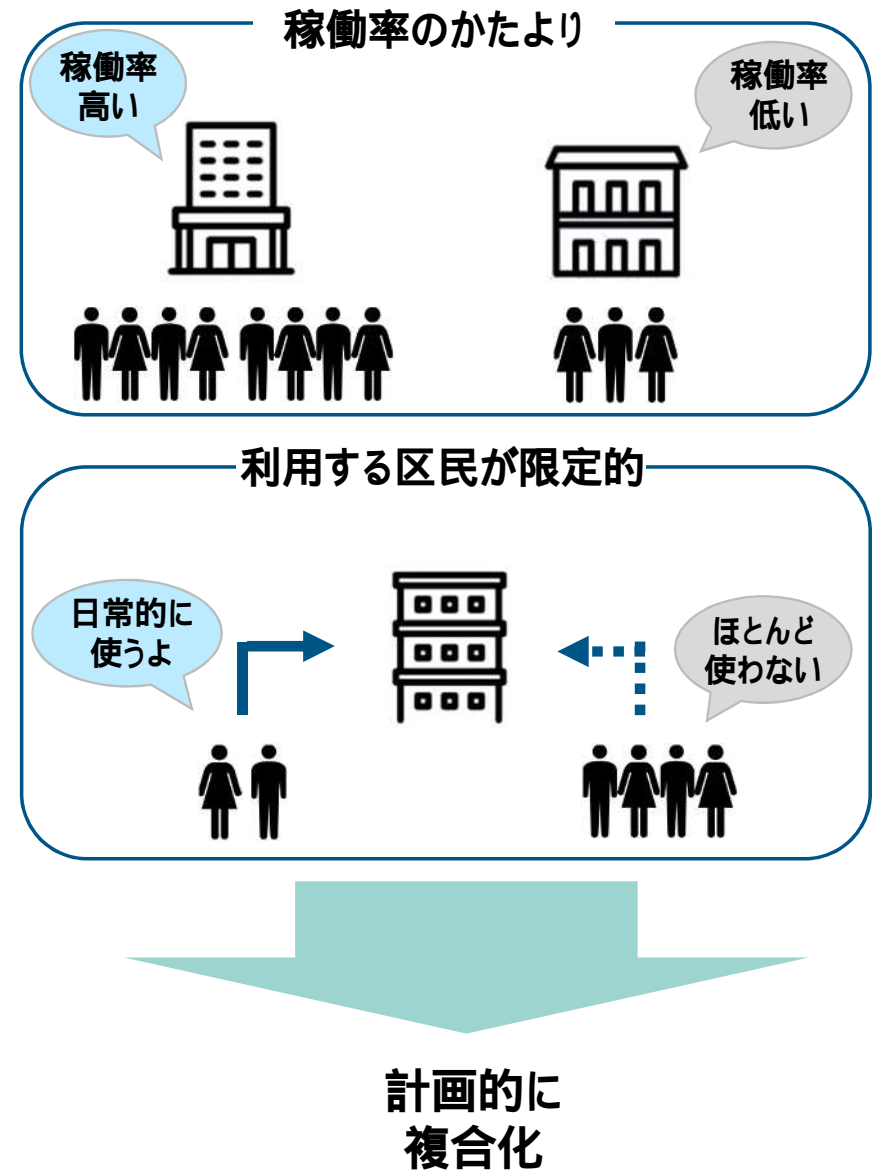 稼働率のかたより
稼働率
高い
稼働率
低い
利用する区民が限定的
日常的に
使うよ
ほとんど
使わない
計画的に
複合化